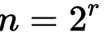 n = 2^r